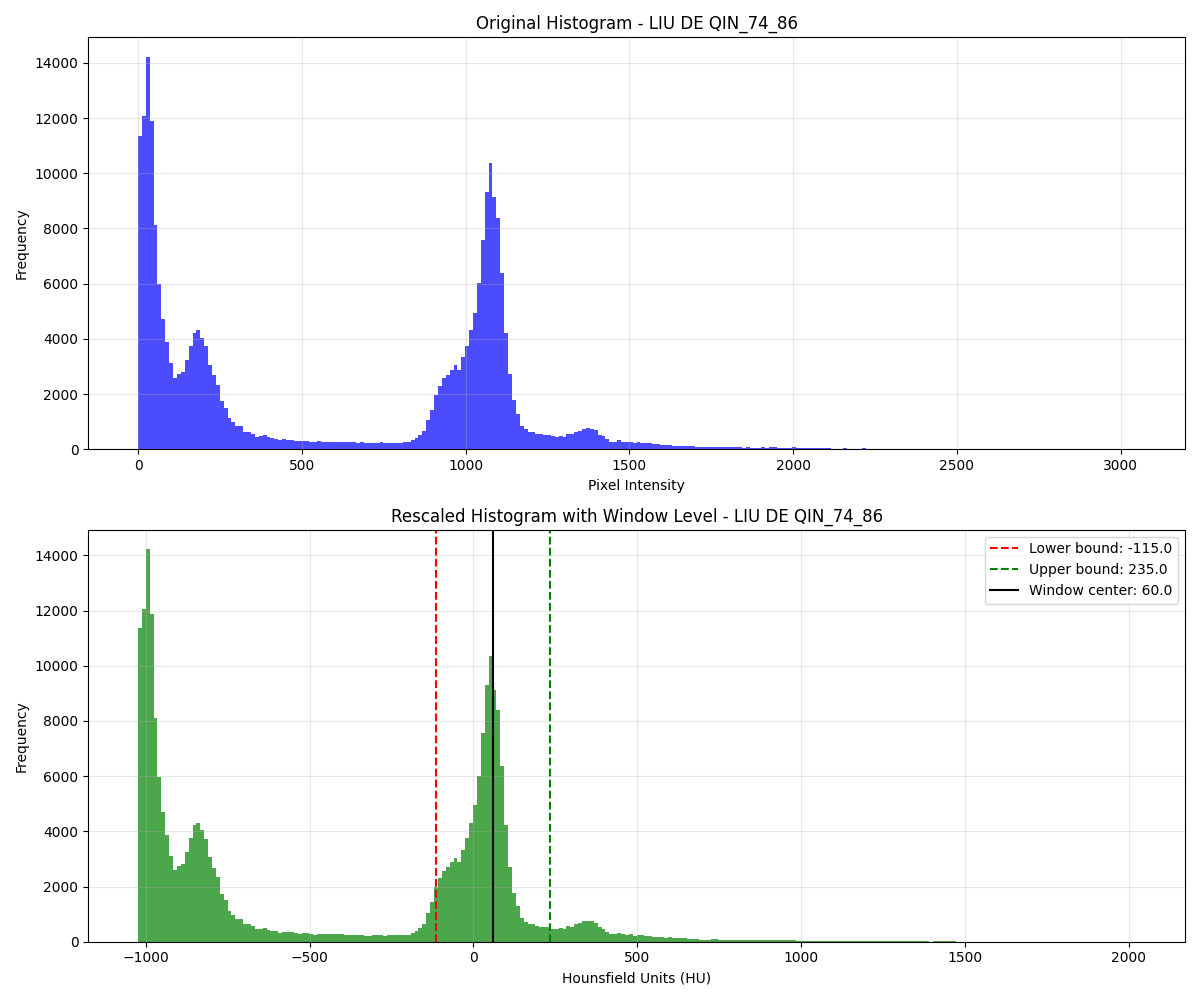 Original Histogram - LIU DE QIN_74_86
14000
12000
10000
8000
6000
4000
2000
0
Frequency
0 500 1000 1500 2000 2500 3000
Pixel Intensity
Rescaled Histogram with Window Level - LIU DE QIN_74_86
Lower bound: -115.0
Upper bound: 235.0
Window center: 60.0
14000
12000
10000
8000
6000
4000
2000
0
Frequency
−1000 −500 0 500 1000 1500 2000
Hounsfield Units (HU)